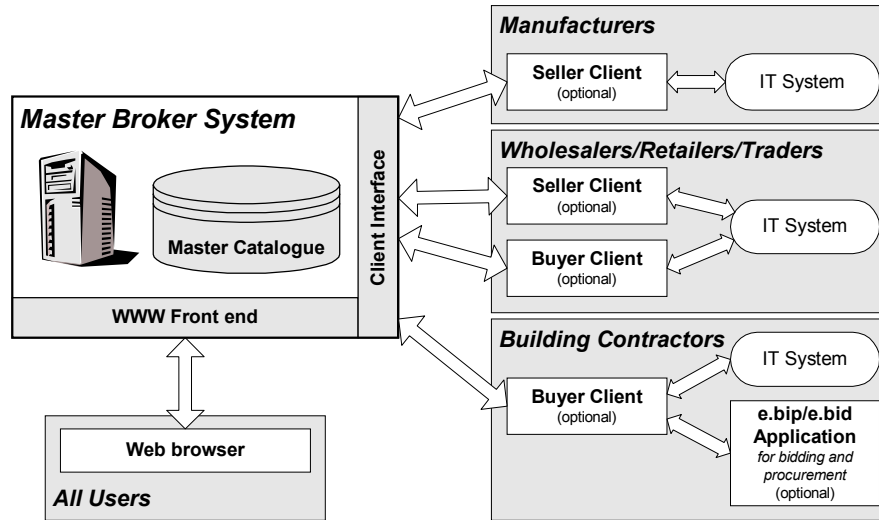 Master Broker System
Master Catalogue
Client Interface
WWW Front end
Web browser
All Users
Manufacturers
Seller Client
(optional)
IT System
Wholesalers/Retailers/Traders
Seller Client
(optional)
IT System
Buyer Client
(optional)
Building Contractors
IT System
Buyer Client
(optional)
e.bip/e.bid
Application
for bidding and
procurement
(optional)